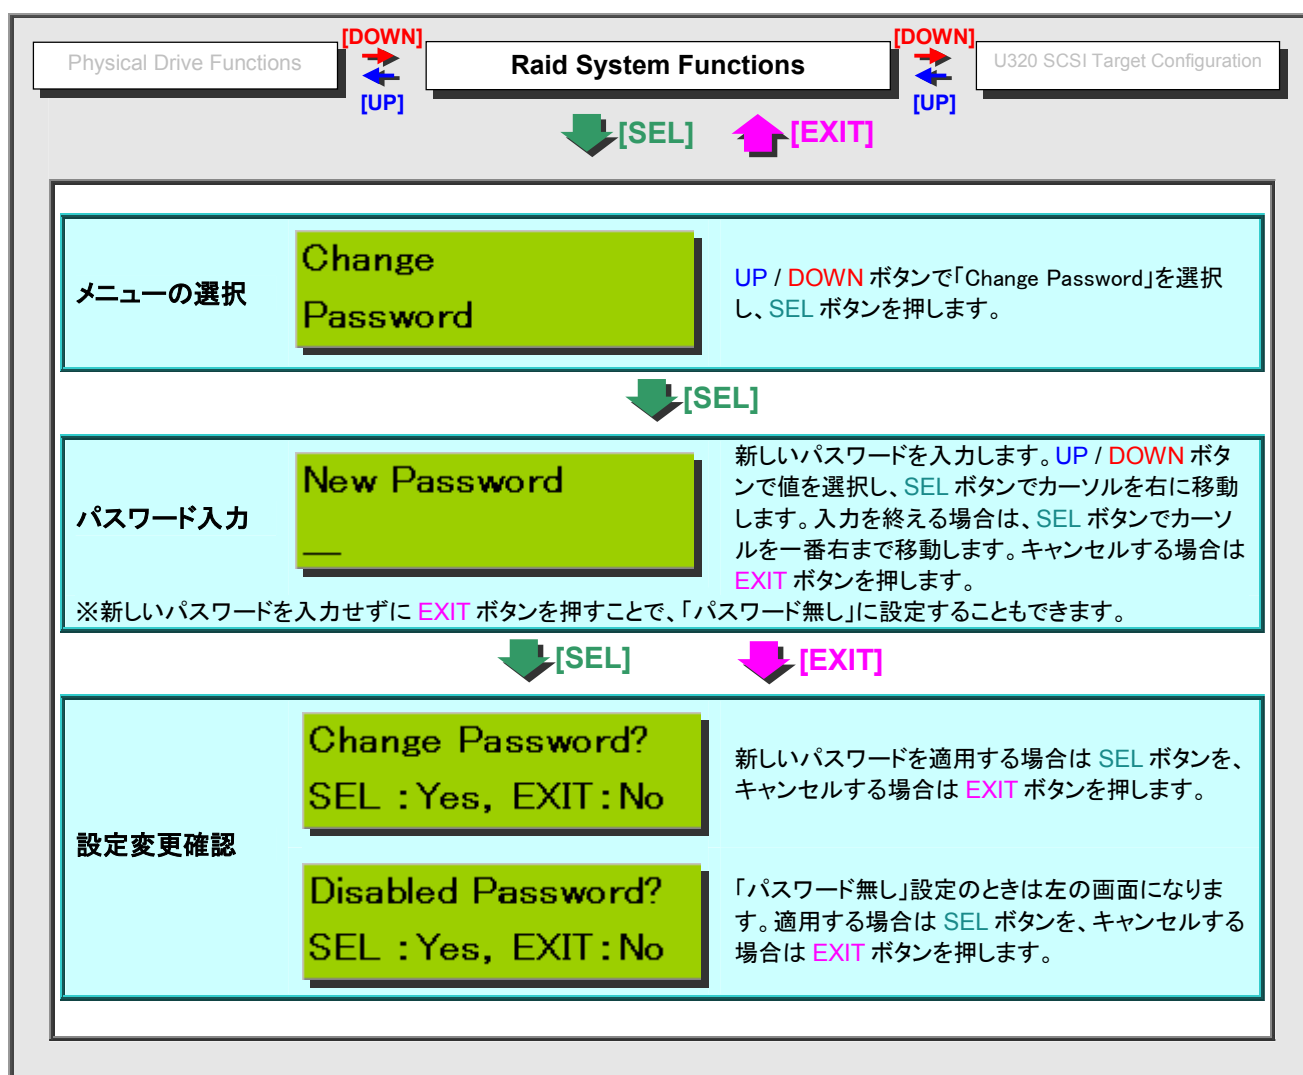 [DOWN]
[DOWN]
Physical Drive Functions
Raid System Functions
U320 SCSI Target Configuration
[UP]
[UP]
[SEL]
[EXIT]
メニューの選択
Change
Password
UP / DOWN ボタンで「Change Password」を選択
し、SEL ボタンを押します。
[SEL]
パスワード入力
New Password
新しいパスワードを入力します。UP / DOWN ボタ
ンで値を選択し、SEL ボタンでカーソルを右に移動
します。入力を終える場合は、SEL ボタンでカーソ
ルを一番右まで移動します。キャンセルする場合は
EXIT ボタンを押します。
※新しいパスワードを入力せずに EXIT ボタンを押すことで、「パスワード無し」に設定することもできます。
[SEL]
[EXIT]
設定変更確認
Change Password?
SEL :Yes, EXIT:No
新しいパスワードを適用する場合は SEL ボタンを、
キャンセルする場合は EXIT ボタンを押します。
Disabled Password?
SEL :Yes, EXIT:No
「パスワード無し」設定のときは左の画面になりま
す。適用する場合は SEL ボタンを、キャンセルする
場合は EXIT ボタンを押します。